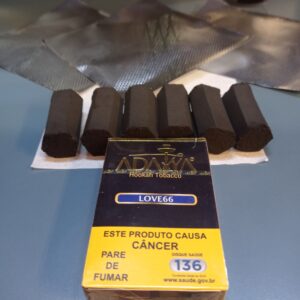 ADALYA
Hookah Tobacco
LOVE66
ESTE PRODUTO CAUSA
CÂNCER
PARE
DE
FUMAR
DISQUE SAÚDE
136
www.saude.gov.br